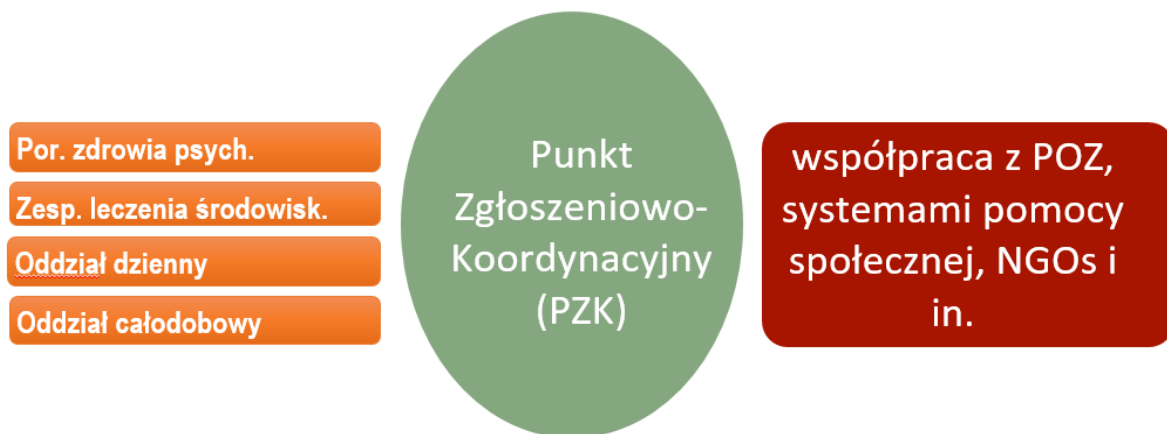 Por. zdrowia psych.
Zesp. leczenia środowisk.
Oddział dzienny
Oddział całodobowy
Punkt
Zgłoszeniowo-
Koordynacyjny
(PZK)
współpraca z POZ,
systemami pomocy
społecznej, NGOs i
in.